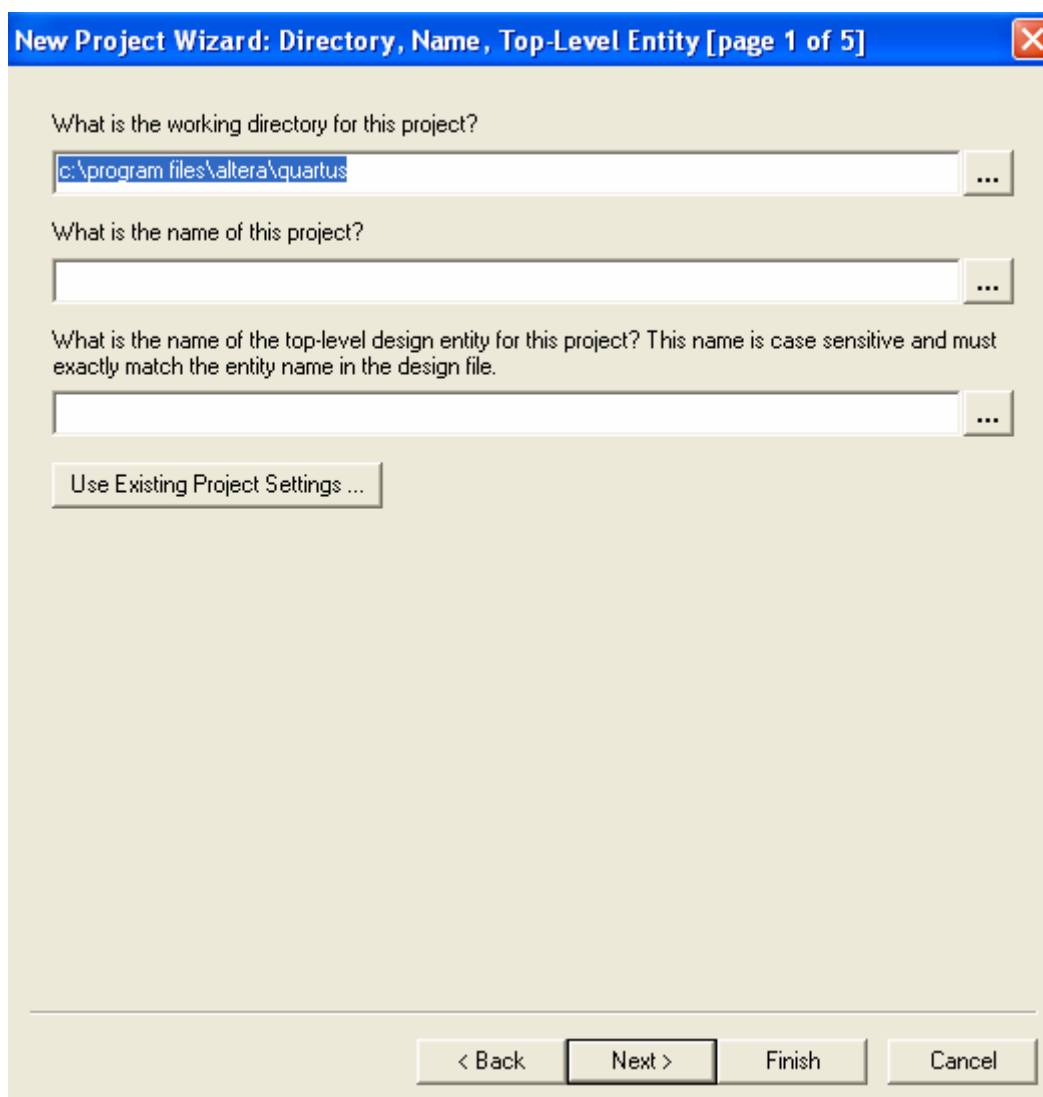 New Project Wizard: Directory, Name, Top-Level Entity [page 1 of 5]
What is the working directory for this project?
c:\program files\altera\quartus
...
What is the name of this project?
...
What is the name of the top-level design entity for this project? This name is case sensitive and must
exactly match the entity name in the design file.
...
Use Existing Project Settings ...
< Back
Next >
Finish
Cancel